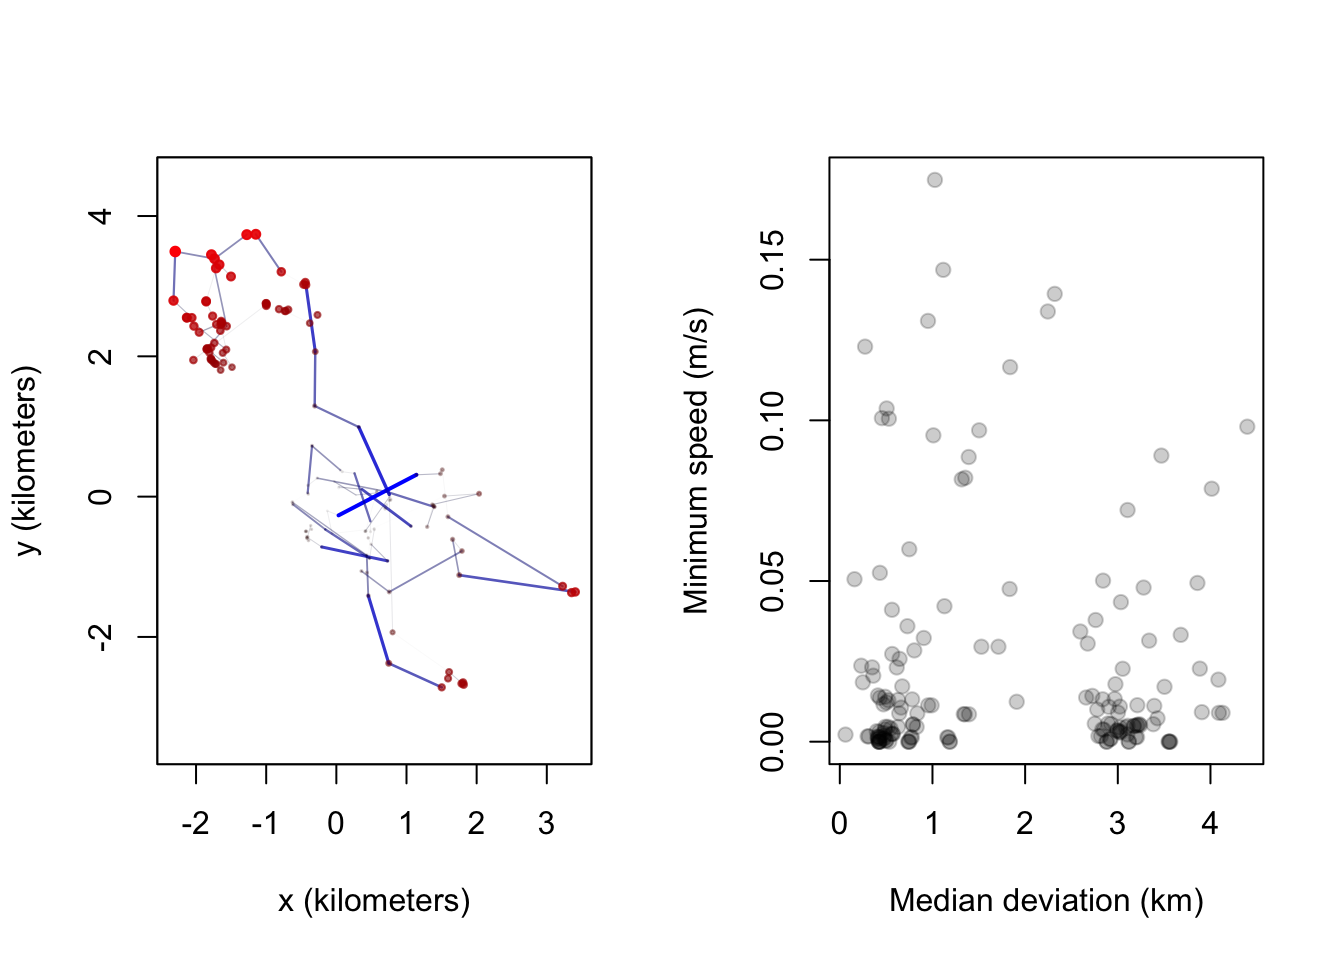 4
2
0
-2
y (kilometers)
-2 -1 0 1 2 3
x (kilometers)
0.15
0.10
0.05
0.00
Minimum speed (m/s)
0 1 2 3 4
Median deviation (km)